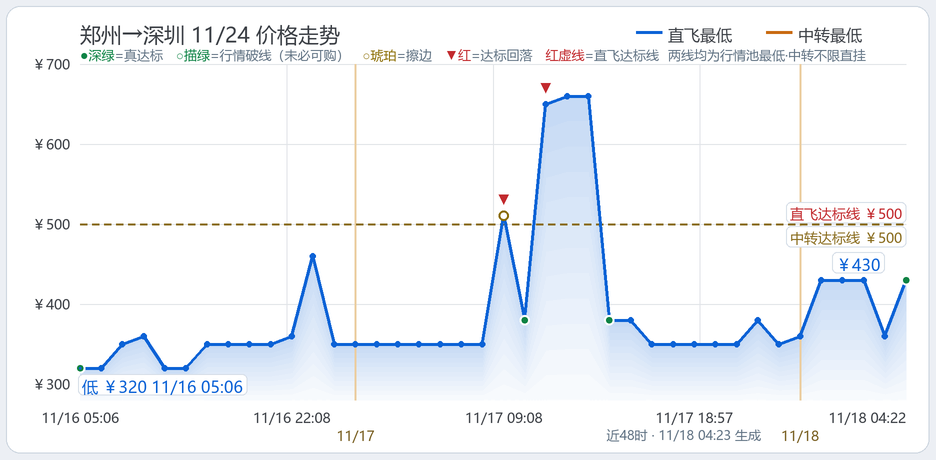 郑州→深圳 11/24 价格走势
直飞最低 中转最低
●深绿=真达标 ○描绿=行情破线（未必可购） ○琥珀=擦边 ▼红=达标回落 红虚线=直飞达标线 两线均为行情池最低·中转不限直挂
￥700
￥600
￥500
￥400
￥300
直飞达标线 ￥500
中转达标线 ￥500
￥430
低 ￥320 11/16 05:06
11/16 05:06 11/16 22:08 11/17 09:08 11/17 18:57 11/18 04:22
11/17 近48时 · 11/18 04:23 生成 11/18